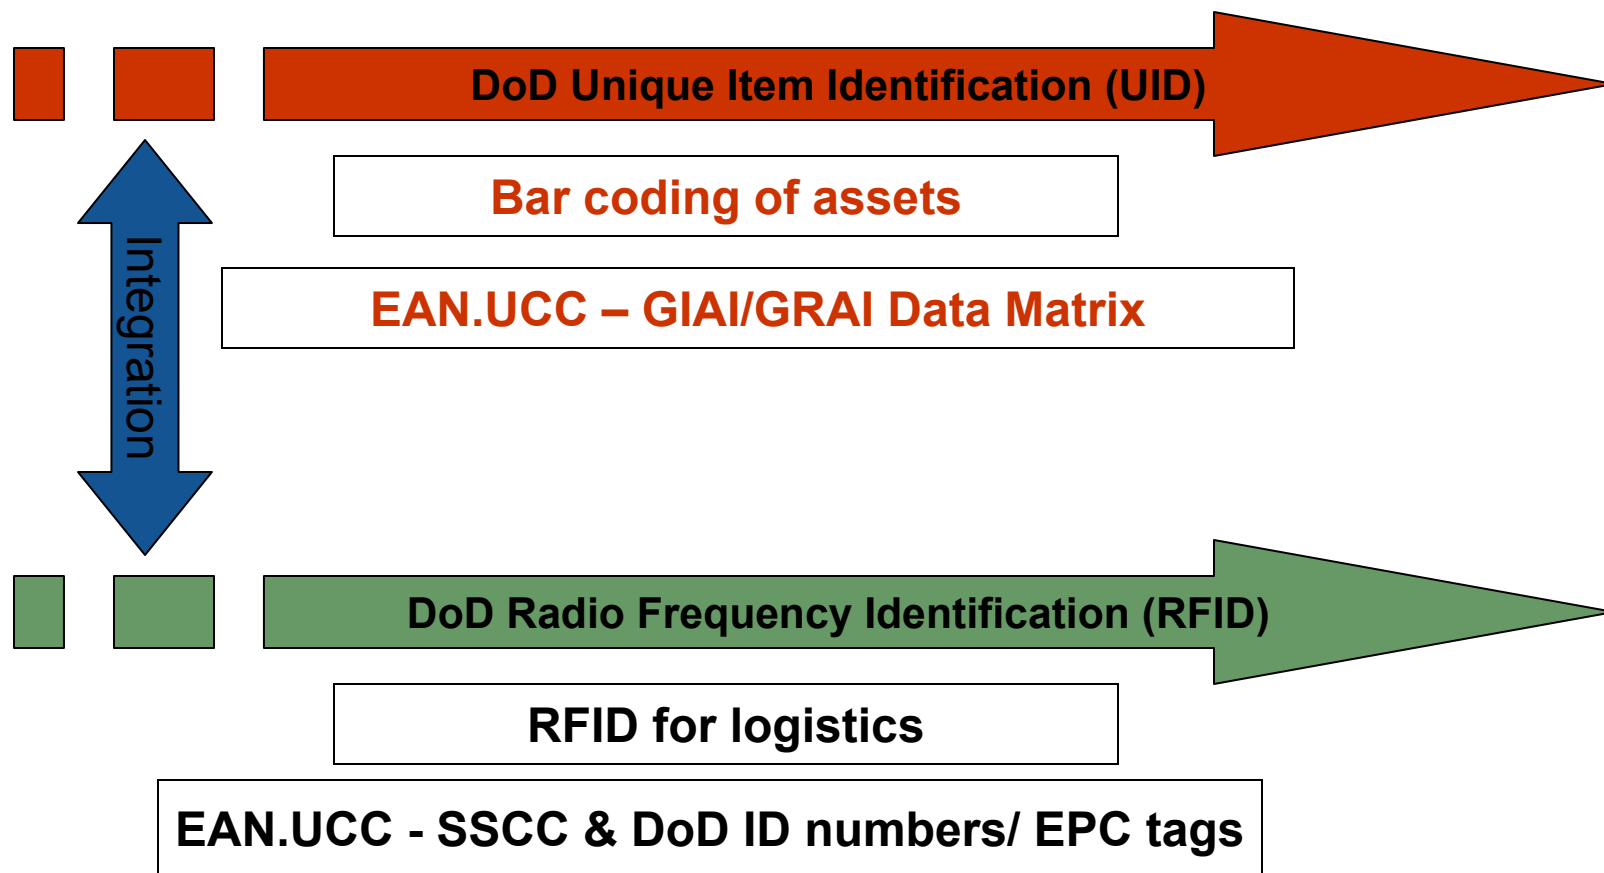 DoD Unique Item Identification (UID)
Bar coding of assets
EAN.UCC – GIAI/GRAI Data Matrix
Integration
DoD Radio Frequency Identification (RFID)
RFID for logistics
EAN.UCC - SSCC & DoD ID numbers/ EPC tags